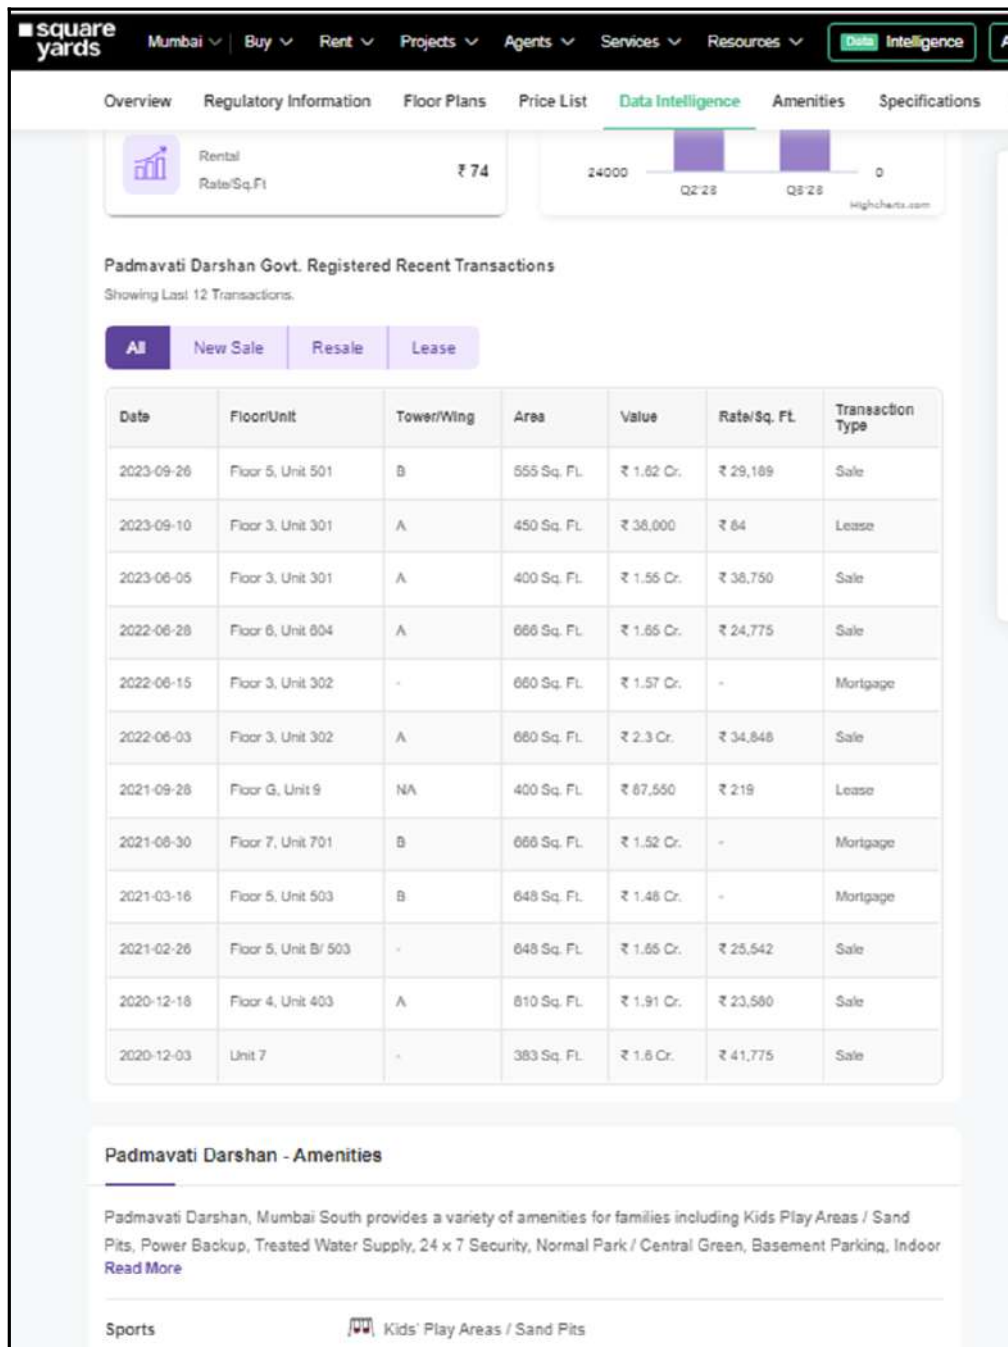 square yards Mumbai Buy Rent Projects Agents Services Resources Data Intelligence A
Overview Regulatory Information Floor Plans Price List Data Intelligence Amenities Specifications
Rental
Rate/Sq.Ft
₹ 74
24000
0
Q2'23 Q3'23
Highcharts.com
Padmavati Darshan Govt. Registered Recent Transactions
Showing Last 12 Transactions.
All New Sale Resale Lease
Date Floor/Unit Tower/Wing Area Value Rate/Sq. Ft. Transaction Type
2023-09-26 Floor 5, Unit 501 B 555 Sq. Ft. ₹ 1.62 Cr. ₹ 29,189 Sale
2023-09-10 Floor 3, Unit 301 A 450 Sq. Ft. ₹ 38,000 ₹ 84 Lease
2023-06-05 Floor 3, Unit 301 A 400 Sq. Ft. ₹ 1.55 Cr. ₹ 38,750 Sale
2022-06-28 Floor 6, Unit 604 A 666 Sq. Ft. ₹ 1.65 Cr. ₹ 24,775 Sale
2022-06-15 Floor 3, Unit 302 - 660 Sq. Ft. ₹ 1.57 Cr. - Mortgage
2022-06-03 Floor 3, Unit 302 A 660 Sq. Ft. ₹ 2.3 Cr. ₹ 34,848 Sale
2021-09-28 Floor G, Unit 9 NA 400 Sq. Ft. ₹ 87,550 ₹ 219 Lease
Floor 7, Unit 701 B 666 Sq. Ft. ₹ 1.52 Cr. - Mortgage
2021-03-16 Floor 5, Unit 503 B 648 Sq. Ft. ₹ 1.48 Cr. - Mortgage
2021-02-26 Floor 5, Unit B/ 503 - 648 Sq. Ft. ₹ 1.65 Cr. ₹ 25,542 Sale
2020-12-18 Floor 4, Unit 403 A 810 Sq. Ft. ₹ 1.91 Cr. ₹ 23,580 Sale
2020-12-03 Unit 7 - 383 Sq. Ft. ₹ 1.6 Cr. ₹ 41,775 Sale
Padmavati Darshan - Amenities
Padmavati Darshan, Mumbai South provides a variety of amenities for families including Kids Play Areas / Sand
Pits, Power Backup, Treated Water Supply, 24 x 7 Security, Normal Park / Central Green, Basement Parking, Indoor
Read More
Sports Kids' Play Areas / Sand Pits